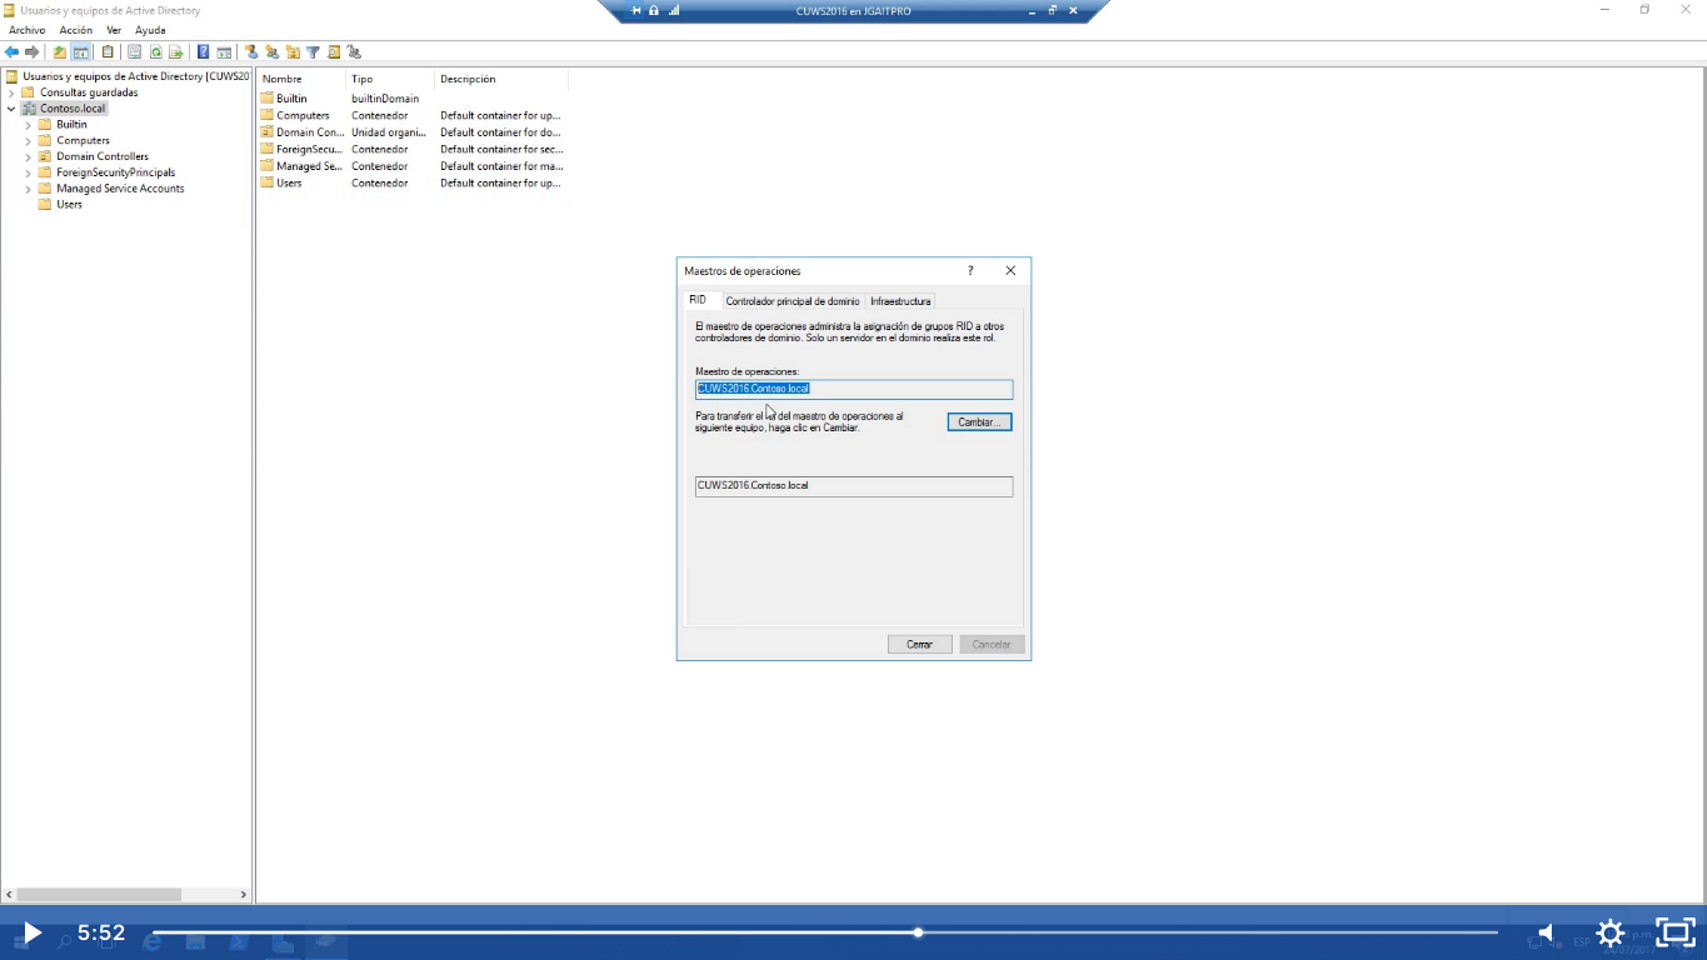 Usuarios y equipos de Active Directory
CUWS2016 en JGAITPRO
Archivo Acción Ver Ayuda
Usuarios y equipos de Active Directory [CUWS20
Consultas guardadas
Contoso.local
Builtin
Computers
Domain Controllers
ForeignSecurityPrincipals
Managed Service Accounts
Users
Nombre Tipo Descripción
Builtin builtinDomain
Computers Contenedor Default container for up...
Domain Con... Unidad organi... Default container for do...
ForeignSecu... Contenedor Default container for sec...
Managed Se... Contenedor Default container for ma...
Users Contenedor Default container for up...
Maestros de operaciones
RID Controlador principal de dominio Infraestructura
El maestro de operaciones administra la asignación de grupos RID a otros
controladores de dominio. Solo un servidor en el dominio realiza este rol.
Maestro de operaciones:
CUWS2016.Contoso.local
Para transferir el del maestro de operaciones al
siguiente equipo, haga clic en Cambiar.
Cambiar...
CUWS2016.Contoso.local
Cerrar Cancelar
5:52
ESP
p.m.
24/07/2017